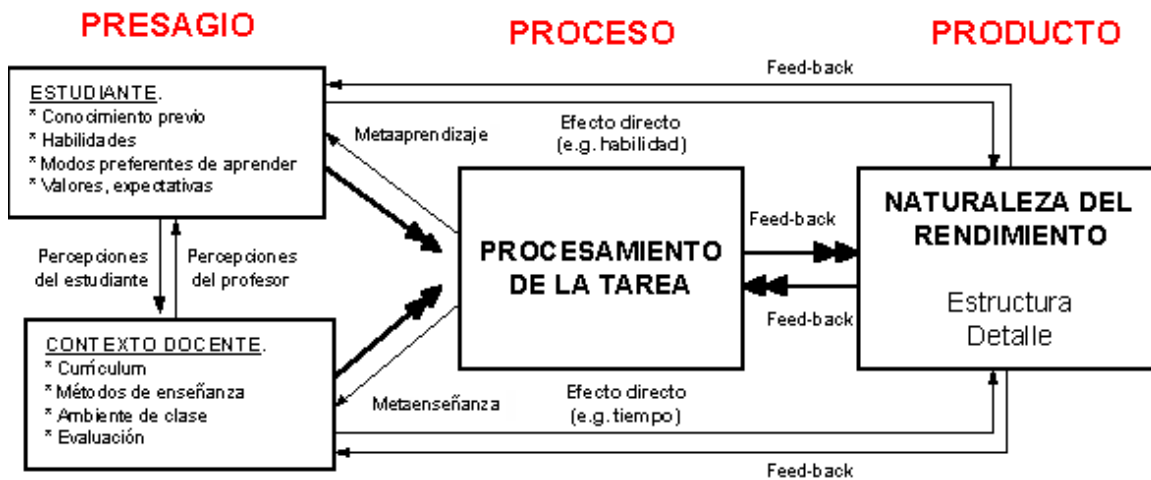 PRESAGIO
PROCESO
PRODUCTO
ESTUDIANTE.
* Conocimiento previo
* Habilidades
* Modos preferentes de aprender
* Valores, expectativas
Feed-back
Metaaprendizaje
Efecto directo
(e.g. habilidad)
Percepciones
del estudiante
Percepciones
del profesor
PROCESAMIENTO
DE LA TAREA
Feed-back
Feed-back
NATURALEZA DEL
RENDIMIENTO
Estructura
Detalle
CONTEXTO DOCENTE.
* Currículum
* Métodos de enseñanza
* Ambiente de clase
* Evaluación
Metaenseñanza
Efecto directo
(e.g. tiempo)
Feed-back